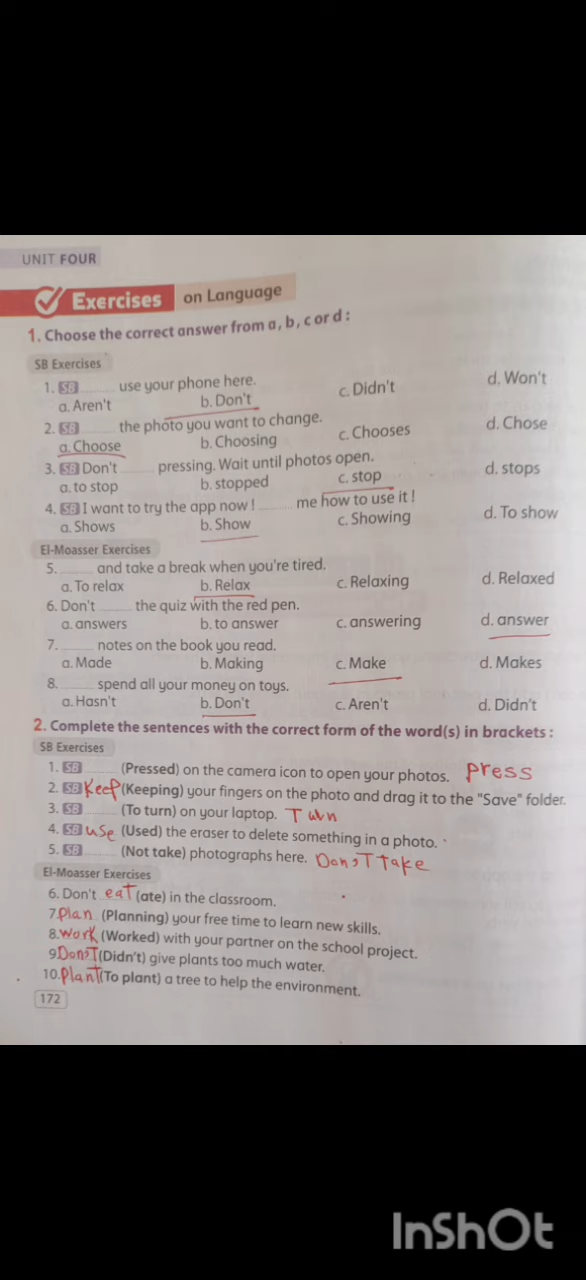 UNIT FOUR
Exercises on Language
1. Choose the correct answer from a, b, c or d :
SB Exercises
1. SB ...... use your phone here.
a. Aren't b. Don't c. Didn't d. Won't
2. SB ...... the photo you want to change.
a. Choose b. Choosing c. Chooses d. Chose
3. SB Don't ...... pressing. Wait until photos open.
a. to stop b. stopped c. stop d. stops
4. SB I want to try the app now ! ...... me how to use it !
a. Shows b. Show c. Showing d. To show
El-Moasser Exercises
5. ...... and take a break when you're tired.
a. To relax b. Relax c. Relaxing d. Relaxed
6. Don't ...... the quiz with the red pen.
a. answers b. to answer c. answering d. answer
7. ...... notes on the book you read.
a. Made b. Making c. Make d. Makes
8. ...... spend all your money on toys.
a. Hasn't b. Don't c. Aren't d. Didn't
2. Complete the sentences with the correct form of the word(s) in brackets :
SB Exercises
1. SB ...... (Pressed) on the camera icon to open your photos. press
2. SB Keep (Keeping) your fingers on the photo and drag it to the "Save" folder.
3. SB ...... (To turn) on your laptop. Turn
4. SB use (Used) the eraser to delete something in a photo.
5. SB ...... (Not take) photographs here. Don,T take
El-Moasser Exercises
6. Don't eaT (ate) in the classroom.
7. plan (Planning) your free time to learn new skills.
8. work (Worked) with your partner on the school project.
9. Don,T (Didn't) give plants too much water.
10. planT (To plant) a tree to help the environment.
172
InShOt